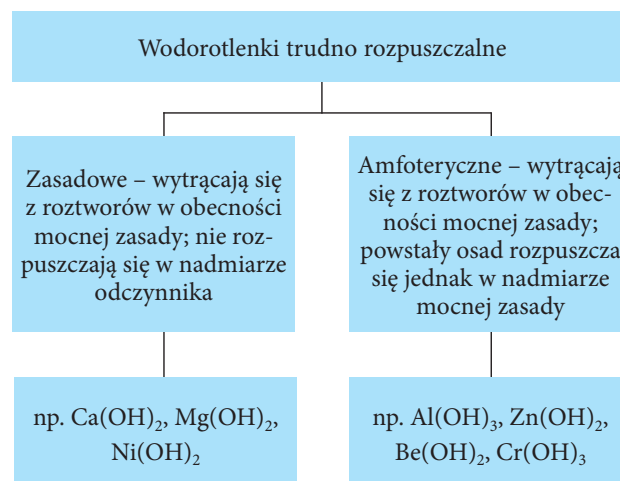 Wodorotlenki trudno rozpuszczalne
Zasadowe – wytrącają się
z roztworów w obecności
mocnej zasady; nie roz-
puszczają się w nadmiarze
odczynnika
Amfoteryczne – wytrącają
się z roztworów w obec-
ności mocnej zasady;
powstały osad rozpuszcza
się jednak w nadmiarze
mocnej zasady
np. Ca(OH)₂, Mg(OH)₂,
Ni(OH)₂
np. Al(OH)₃, Zn(OH)₂,
Be(OH)₂, Cr(OH)₃